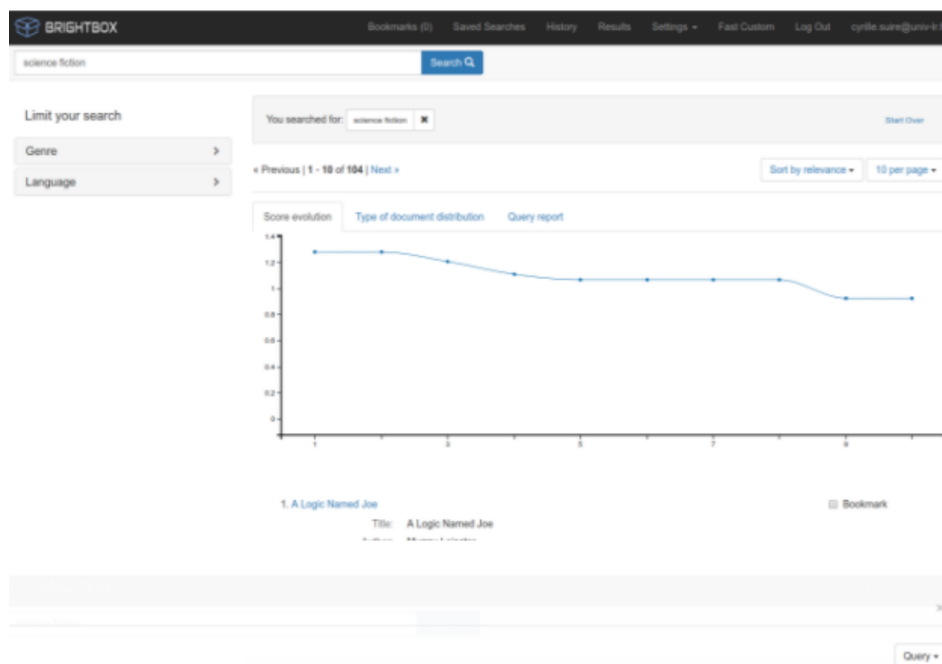 BRIGHTBOX Bookmarks (0) Saved Searches History Results Settings Fast Custom Log Out
science fiction Search
Limit your search
You searched for: science fiction Start Over
Genre
« Previous | 1 - 10 of 104 | Next » Sort by relevance 10 per page
Language
Score evolution Type of document distribution Query report
1.4
1.2
1
0.8
0.6
0.4
0.2
0
1 3 5 7 9
1. A Logic Named Joe Bookmark
Title: A Logic Named Joe
Query